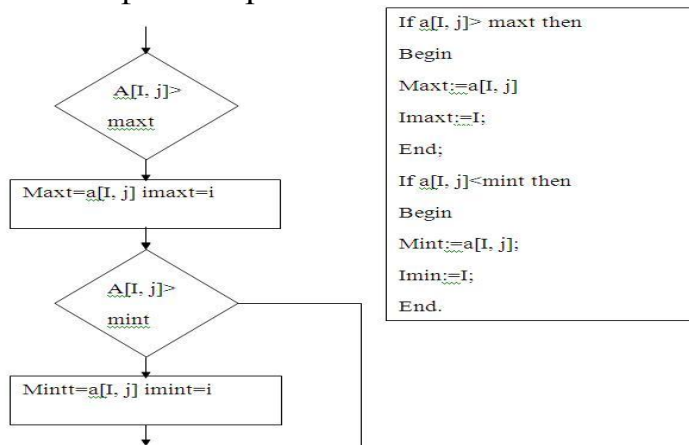 A[I, j]>
maxt
Maxt=a[I, j] imaxt=i
A[I, j]>
mint
Mintt=a[I, j] imint=i
If a[I, j]> maxt then
Begin
Maxt:=a[I, j]
Imaxt:=I;
End;
If a[I, j]<mint then
Begin
Mint:=a[I, j];
Imin:=I;
End.